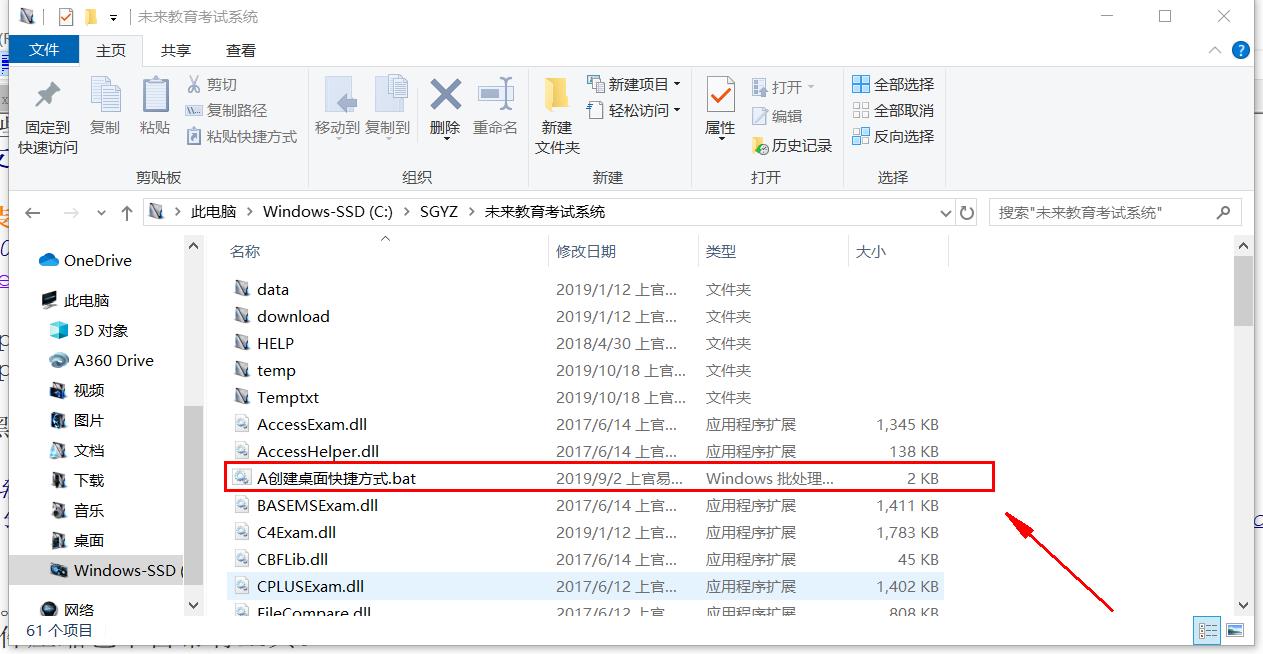 未来教育考试系统
文件 主页 共享 查看
固定到快速访问
复制
粘贴
剪切
复制路径
粘贴快捷方式
剪贴板
移动到 复制到 删除 重命名
组织
新建文件夹
新建项目
轻松访问
新建
属性
打开
编辑
历史记录
打开
全部选择
全部取消
反向选择
选择
此电脑 > Windows-SSD (C:) > SGYZ > 未来教育考试系统
搜索"未来教育考试系统"
OneDrive
此电脑
3D 对象
A360 Drive
视频
图片
文档
下载
音乐
桌面
Windows-SSD (
网络
名称 修改日期 类型 大小
data 2019/1/12 上官... 文件夹
download 2019/1/12 上官... 文件夹
HELP 2018/4/30 上官... 文件夹
temp 2019/10/18 上官... 文件夹
Temptxt 2019/10/18 上官... 文件夹
AccessExam.dll 2017/6/14 上官... 应用程序扩展 1,345 KB
AccessHelper.dll 2017/6/14 上官... 应用程序扩展 138 KB
A创建桌面快捷方式.bat 2019/9/2 上官易... Windows 批处理... 2 KB
BASEMSExam.dll 2017/6/14 上官... 应用程序扩展 1,411 KB
C4Exam.dll 2019/1/12 上官... 应用程序扩展 1,783 KB
CBFLib.dll 2017/6/14 上官... 应用程序扩展 45 KB
CPLUSExam.dll 2017/6/12 上官... 应用程序扩展 1,402 KB
FileCompare.dll 2017/6/12 上官... 应用程序扩展 808 KB
61 个项目